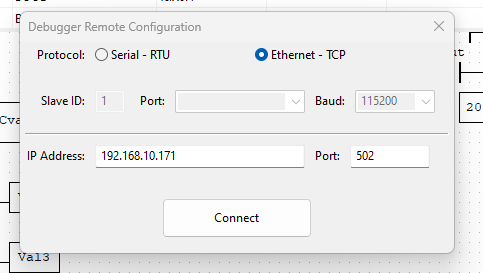 Debugger Remote Configuration
Protocol: Serial - RTU Ethernet - TCP
ut
Slave ID: 1 Port: Baud: 115200
20
Cva
IP Address: 192.168.10.171 Port: 502
Connect
Val3